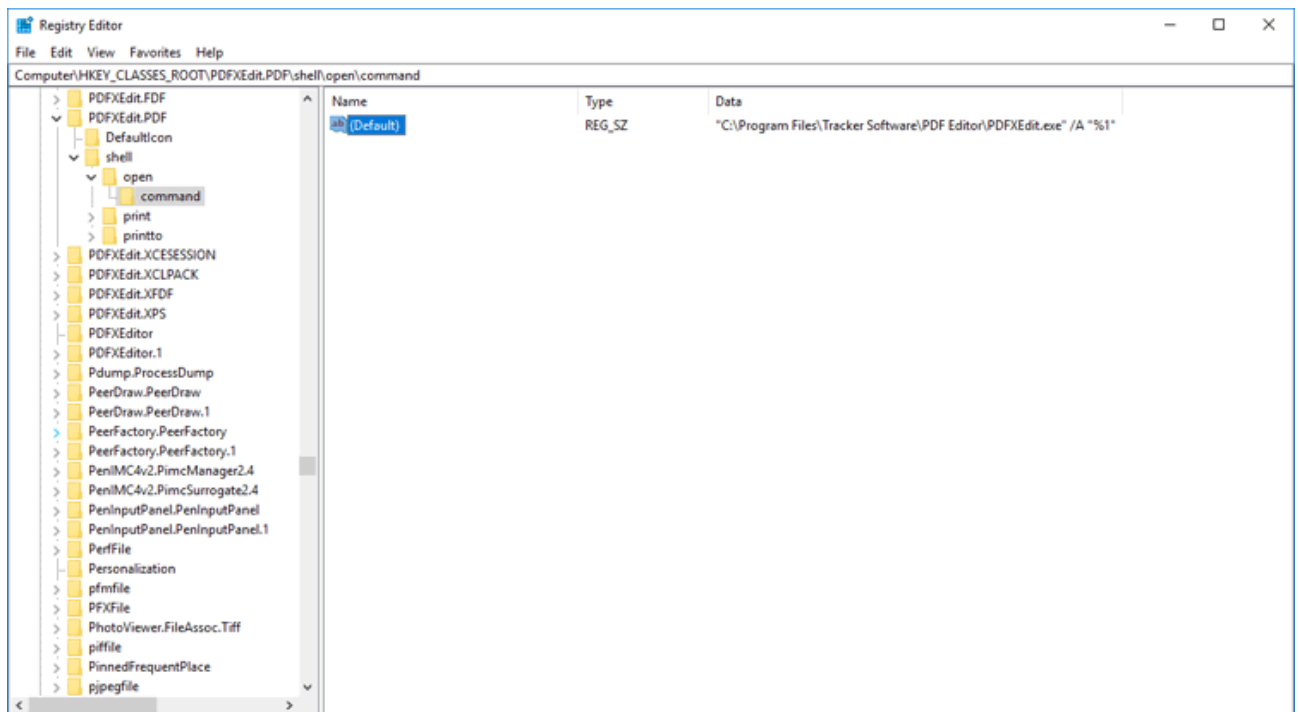 Registry Editor
File Edit View Favorites Help
Computer\HKEY_CLASSES_ROOT\PDFXEdit.PDF\shell\open\command
PDFXEdit.FDF
PDFXEdit.PDF
DefaultIcon
shell
open
command
print
printto
PDFXEdit.XCESESSION
PDFXEdit.XCLPACK
PDFXEdit.XFDF
PDFXEdit.XPS
PDFXEditor
PDFXEditor.1
Pdump.ProcessDump
PeerDraw.PeerDraw
PeerDraw.PeerDraw.1
PeerFactory.PeerFactory
PeerFactory.PeerFactory.1
PenIMC4v2.PimcManager2.4
PenIMC4v2.PimcSurrogate2.4
PenInputPanel.PenInputPanel
PenInputPanel.PenInputPanel.1
PerfFile
Personalization
pfmfile
PFXFile
PhotoViewer.FileAssoc.Tiff
piffile
PinnedFrequentPlace
pjpegfile
Name Type Data
ab (Default) REG_SZ "C:\Program Files\Tracker Software\PDF Editor\PDFXEdit.exe" /A "%1"